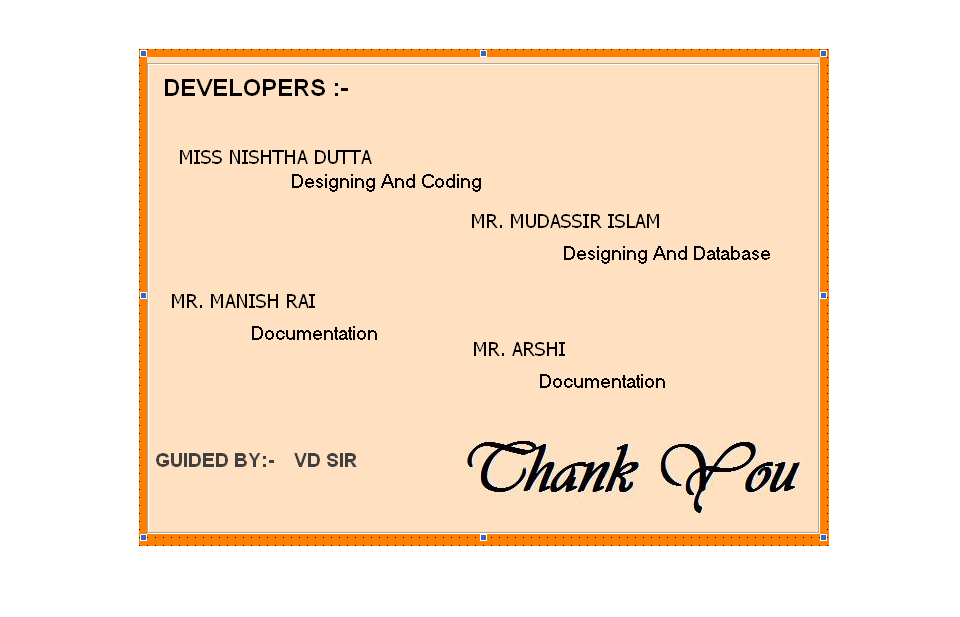 DEVELOPERS :-
MISS NISHTHA DUTTA
Designing And Coding
MR. MUDASSIR ISLAM
Designing And Database
MR. MANISH RAI
Documentation
MR. ARSHI
Documentation
GUIDED BY:- VD SIR
Thank You